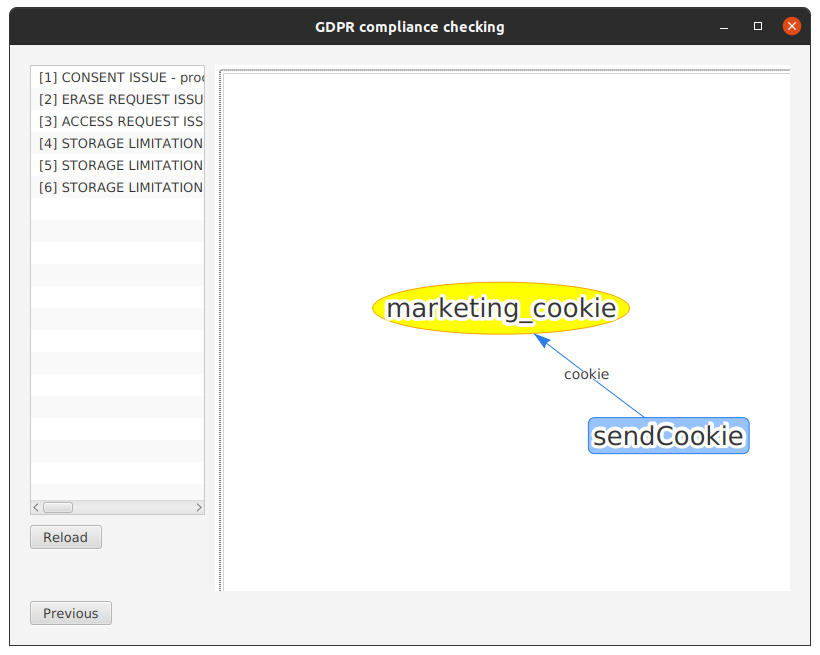 GDPR compliance checking
[1] CONSENT ISSUE - proc
[2] ERASE REQUEST ISSU
[3] ACCESS REQUEST ISS
[4] STORAGE LIMITATION
[5] STORAGE LIMITATION
[6] STORAGE LIMITATION
marketing_cookie
cookie
sendCookie
Reload
Previous